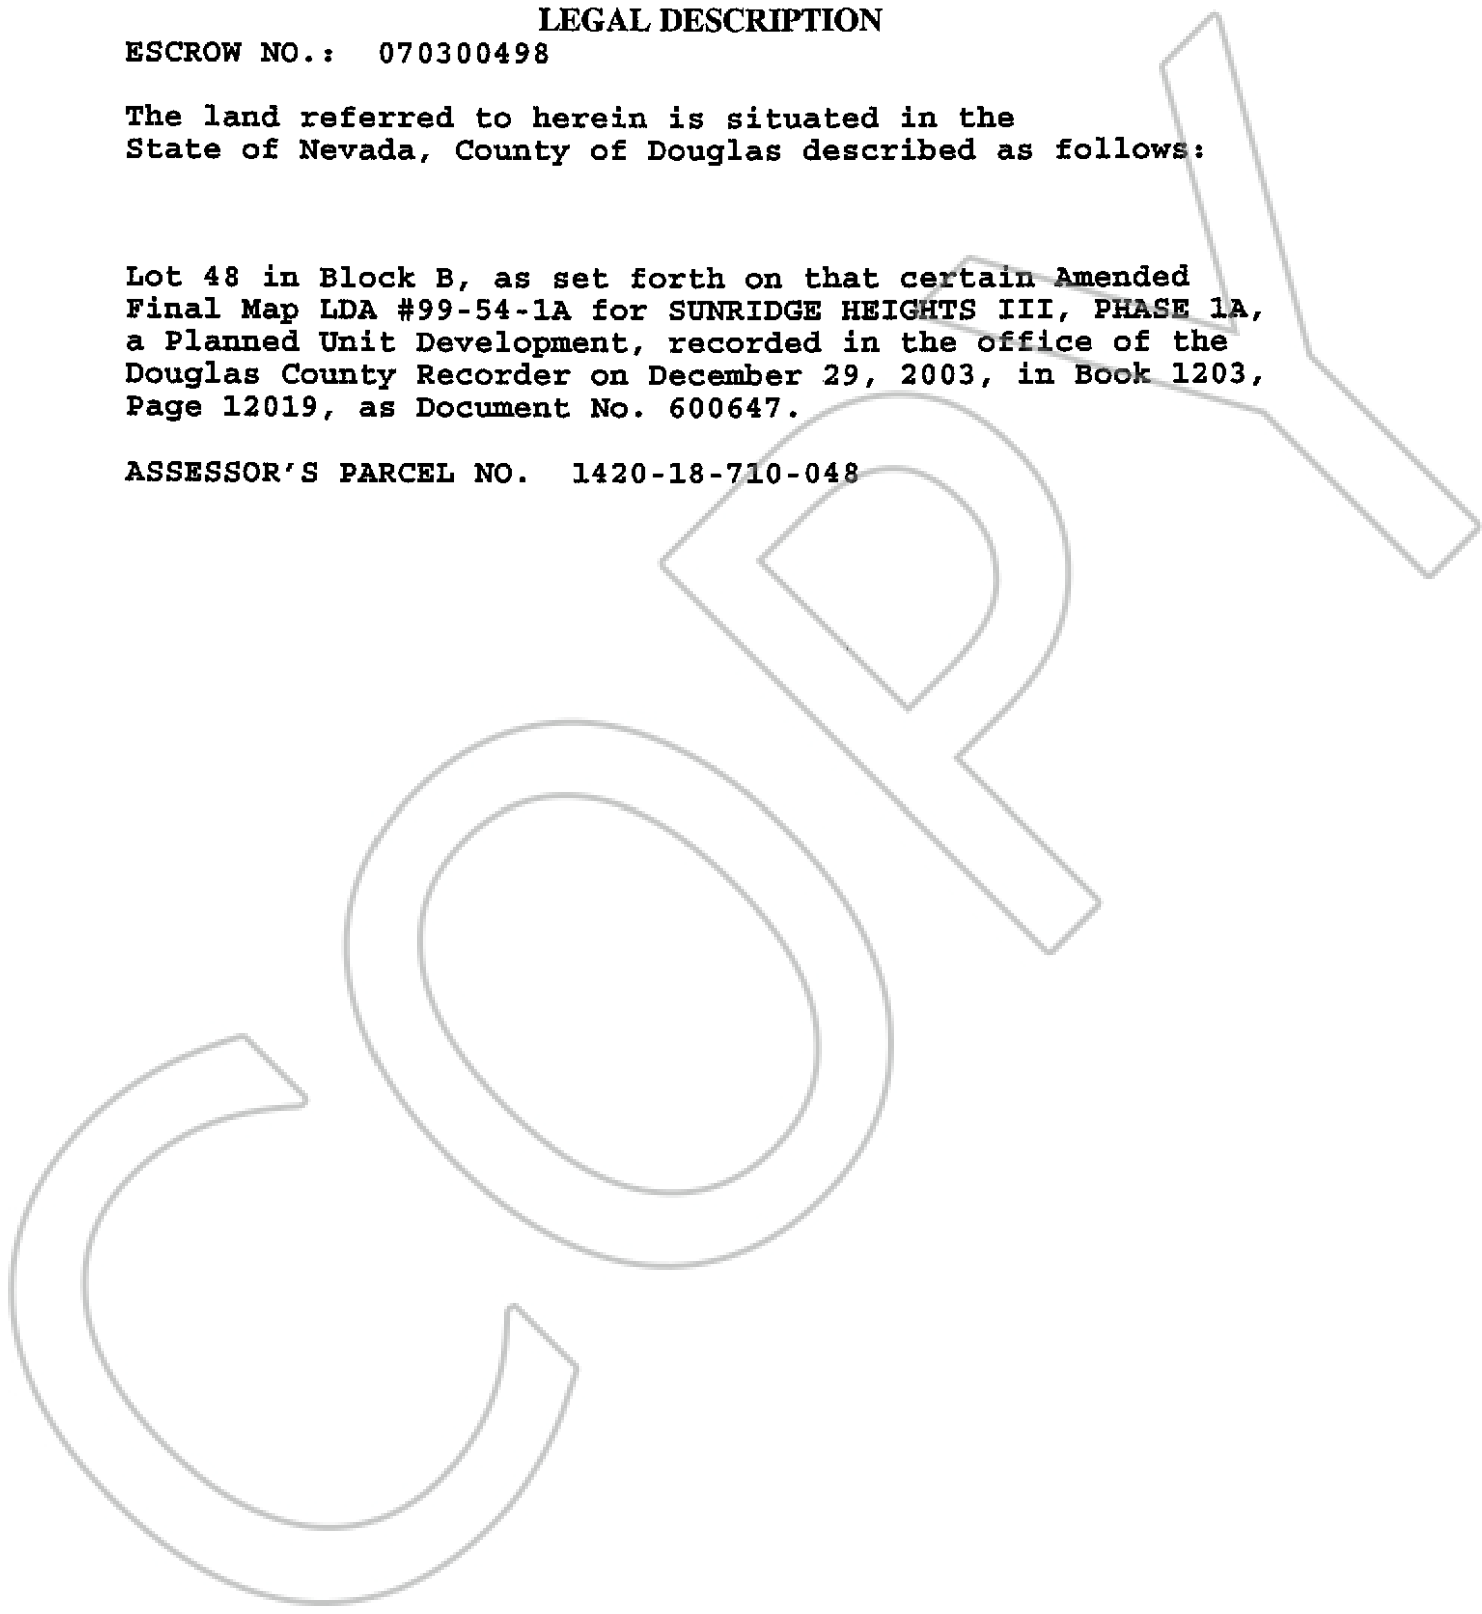 LEGAL DESCRIPTION
ESCROW NO.: 070300498
The land referred to herein is situated in the
State of Nevada, County of Douglas described as follows:
Lot 48 in Block B, as set forth on that certain Amended
Final Map LDA #99-54-1A for SUNRIDGE HEIGHTS III, PHASE 1A,
a Planned Unit Development, recorded in the office of the
Douglas County Recorder on December 29, 2003, in Book 1203,
Page 12019, as Document No. 600647.
ASSESSOR'S PARCEL NO. 1420-18-710-048
COPY